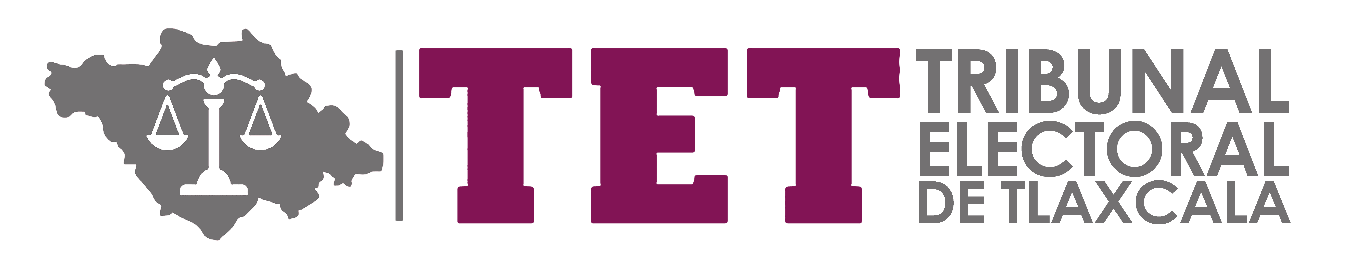 TET
TRIBUNAL
ELECTORAL
DE TLAXCALA